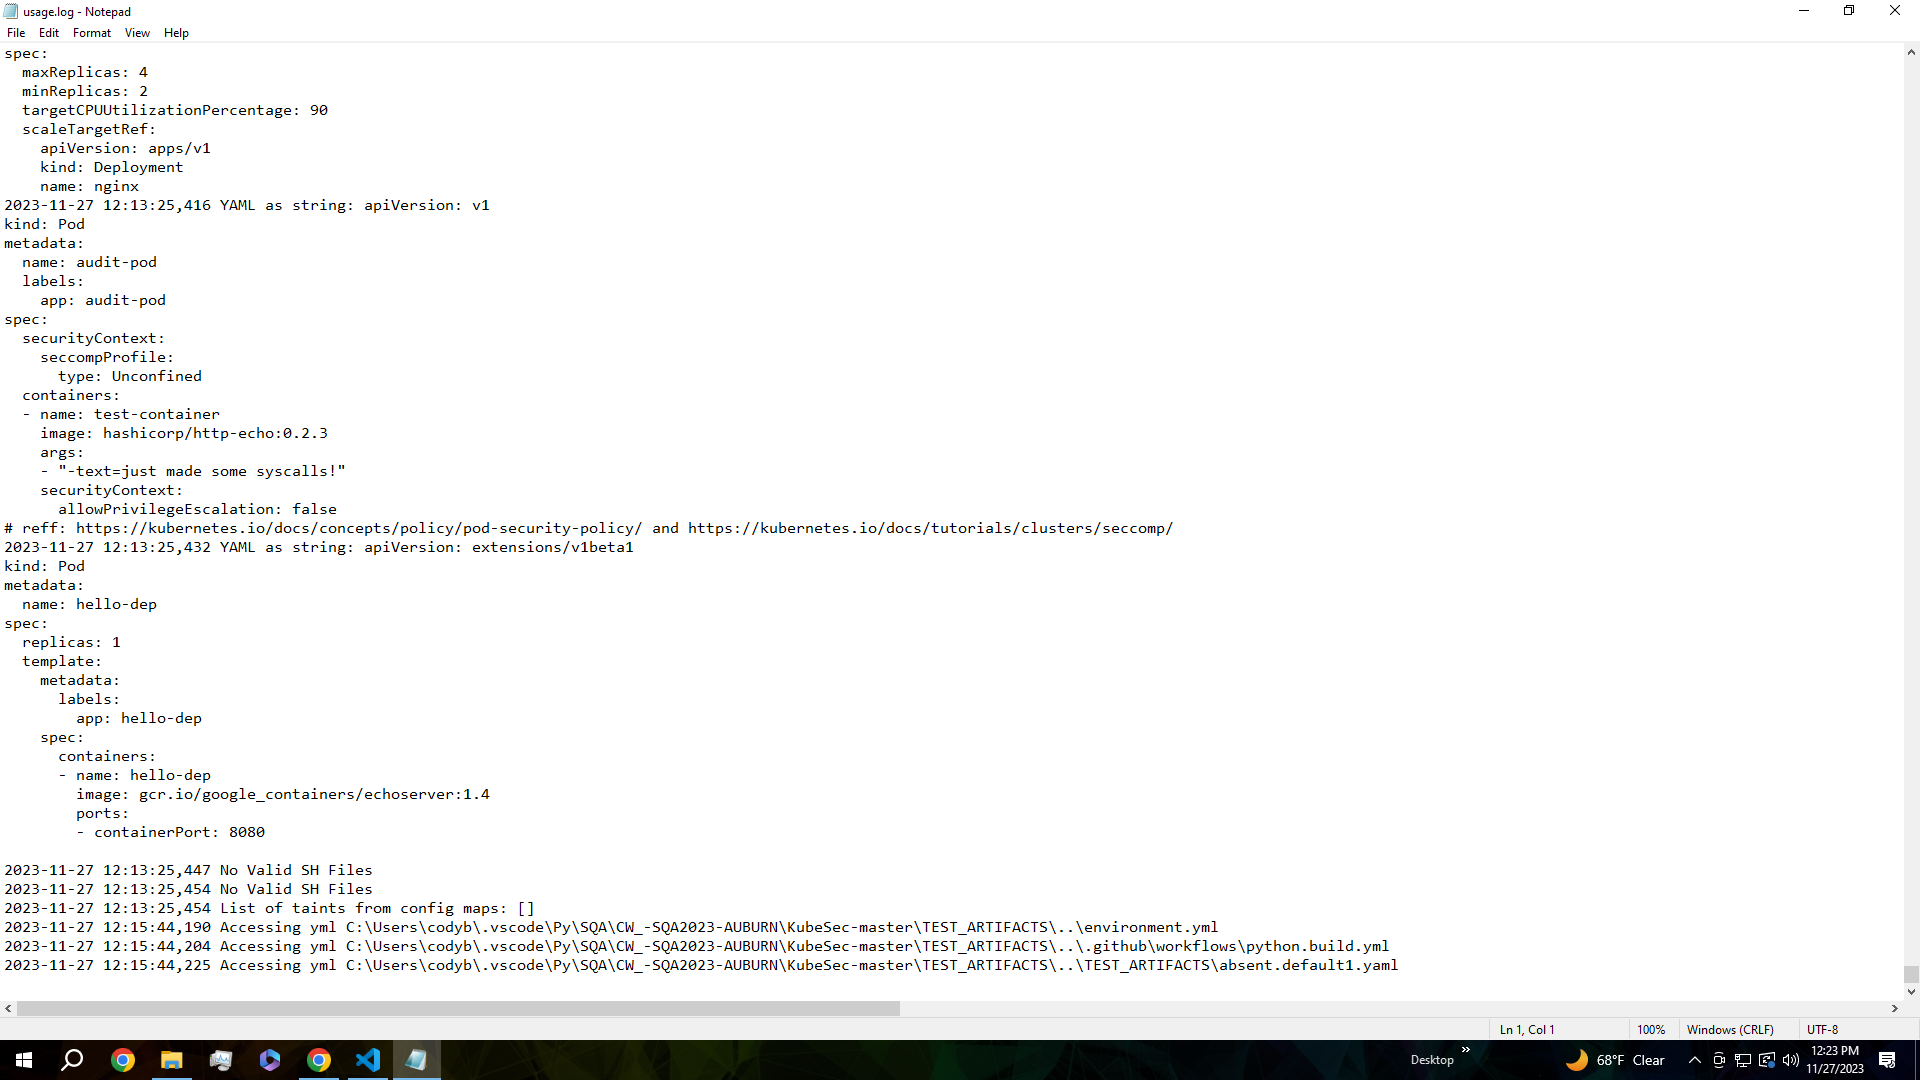 usage.log - Notepad
File Edit Format View Help
spec:
  maxReplicas: 4
  minReplicas: 2
  targetCPUUtilizationPercentage: 90
  scaleTargetRef:
    apiVersion: apps/v1
    kind: Deployment
    name: nginx
2023-11-27 12:13:25,416 YAML as string: apiVersion: v1
kind: Pod
metadata:
  name: audit-pod
  labels:
    app: audit-pod
spec:
  securityContext:
    seccompProfile:
      type: Unconfined
  containers:
  - name: test-container
    image: hashicorp/http-echo:0.2.3
    args:
    - "-text=just made some syscalls!"
    securityContext:
      allowPrivilegeEscalation: false
# reff: https://kubernetes.io/docs/concepts/policy/pod-security-policy/ and https://kubernetes.io/docs/tutorials/clusters/seccomp/
2023-11-27 12:13:25,432 YAML as string: apiVersion: extensions/v1beta1
kind: Pod
metadata:
  name: hello-dep
spec:
  replicas: 1
  template:
    metadata:
      labels:
        app: hello-dep
    spec:
      containers:
      - name: hello-dep
        image: gcr.io/google_containers/echoserver:1.4
        ports:
        - containerPort: 8080
2023-11-27 12:13:25,447 No Valid SH Files
2023-11-27 12:13:25,454 No Valid SH Files
2023-11-27 12:13:25,454 List of taints from config maps: []
2023-11-27 12:15:44,190 Accessing yml C:\Users\codyb\.vscode\Py\SQA\CW_-SQA2023-AUBURN\KubeSec-master\TEST_ARTIFACTS\..\environment.yml
2023-11-27 12:15:44,204 Accessing yml C:\Users\codyb\.vscode\Py\SQA\CW_-SQA2023-AUBURN\KubeSec-master\TEST_ARTIFACTS\..\.github\workflows\python.build.yml
2023-11-27 12:15:44,225 Accessing yml C:\Users\codyb\.vscode\Py\SQA\CW_-SQA2023-AUBURN\KubeSec-master\TEST_ARTIFACTS\..\TEST_ARTIFACTS\absent.default1.yaml
Ln 1, Col 1 100% Windows (CRLF) UTF-8
Desktop » 68°F Clear 12:23 PM
11/27/2023